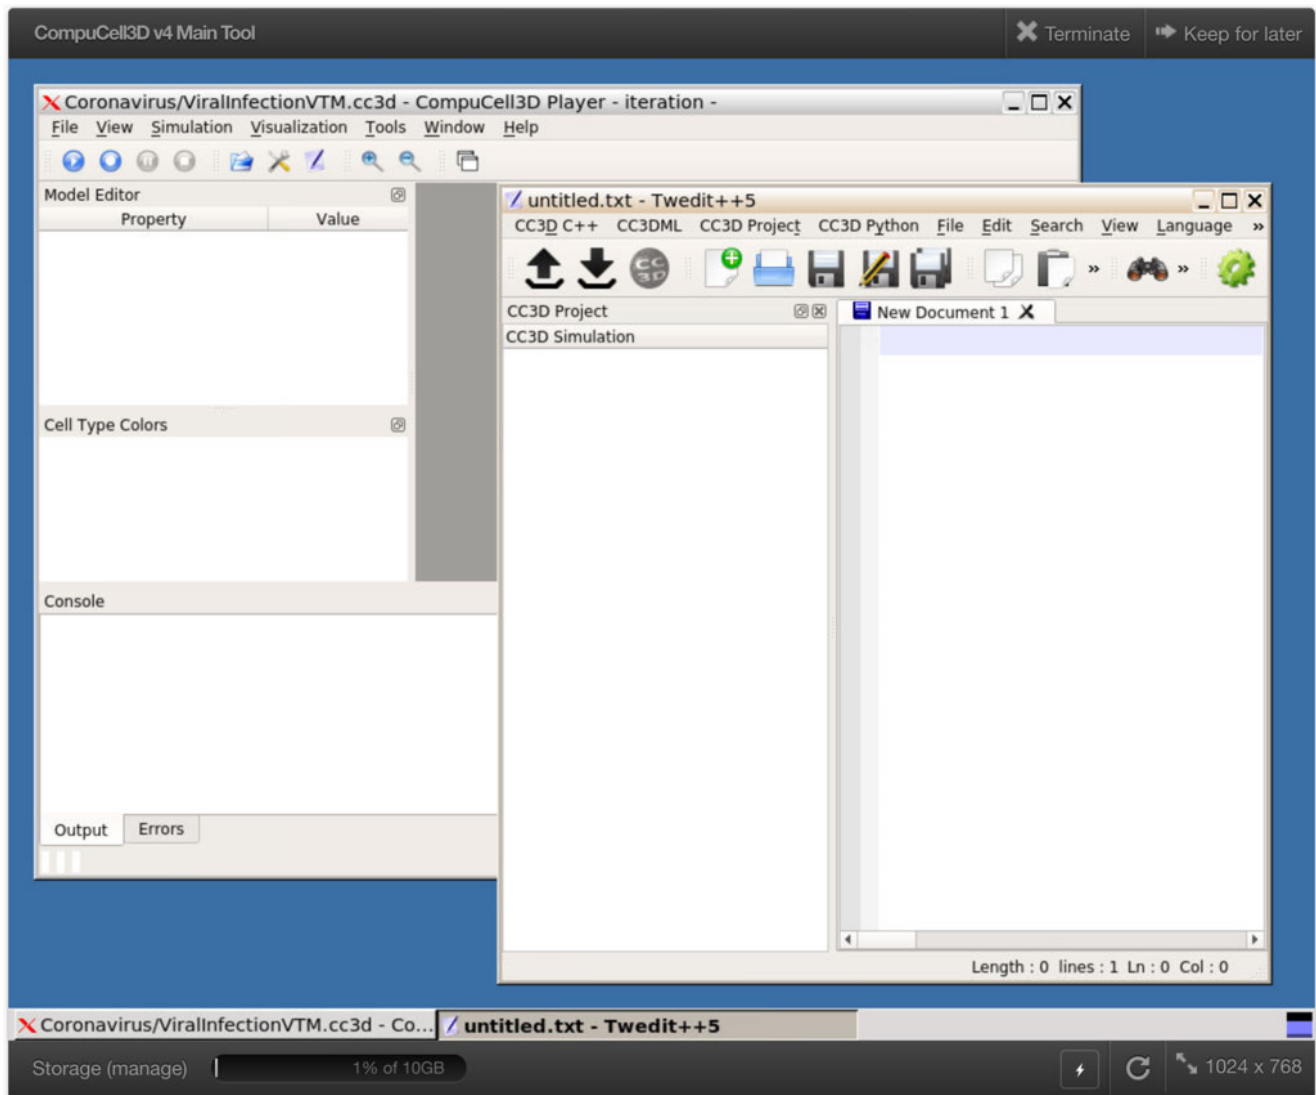 CompuCell3D v4 Main Tool
Terminate
Keep for later
Coronavirus/ViralInfectionVTM.cc3d - CompuCell3D Player - iteration -
File View Simulation Visualization Tools Window Help
Model Editor
Property Value
Cell Type Colors
Console
Output Errors
untitled.txt - Twedit++5
CC3D C++ CC3DML CC3D Project CC3D Python File Edit Search View Language »
CC3D
» »
CC3D Project
CC3D Simulation
New Document 1
Length : 0 lines : 1 Ln : 0 Col : 0
Coronavirus/ViralInfectionVTM.cc3d - Co...
untitled.txt - Twedit++5
Storage (manage)
1% of 10GB
1024 x 768